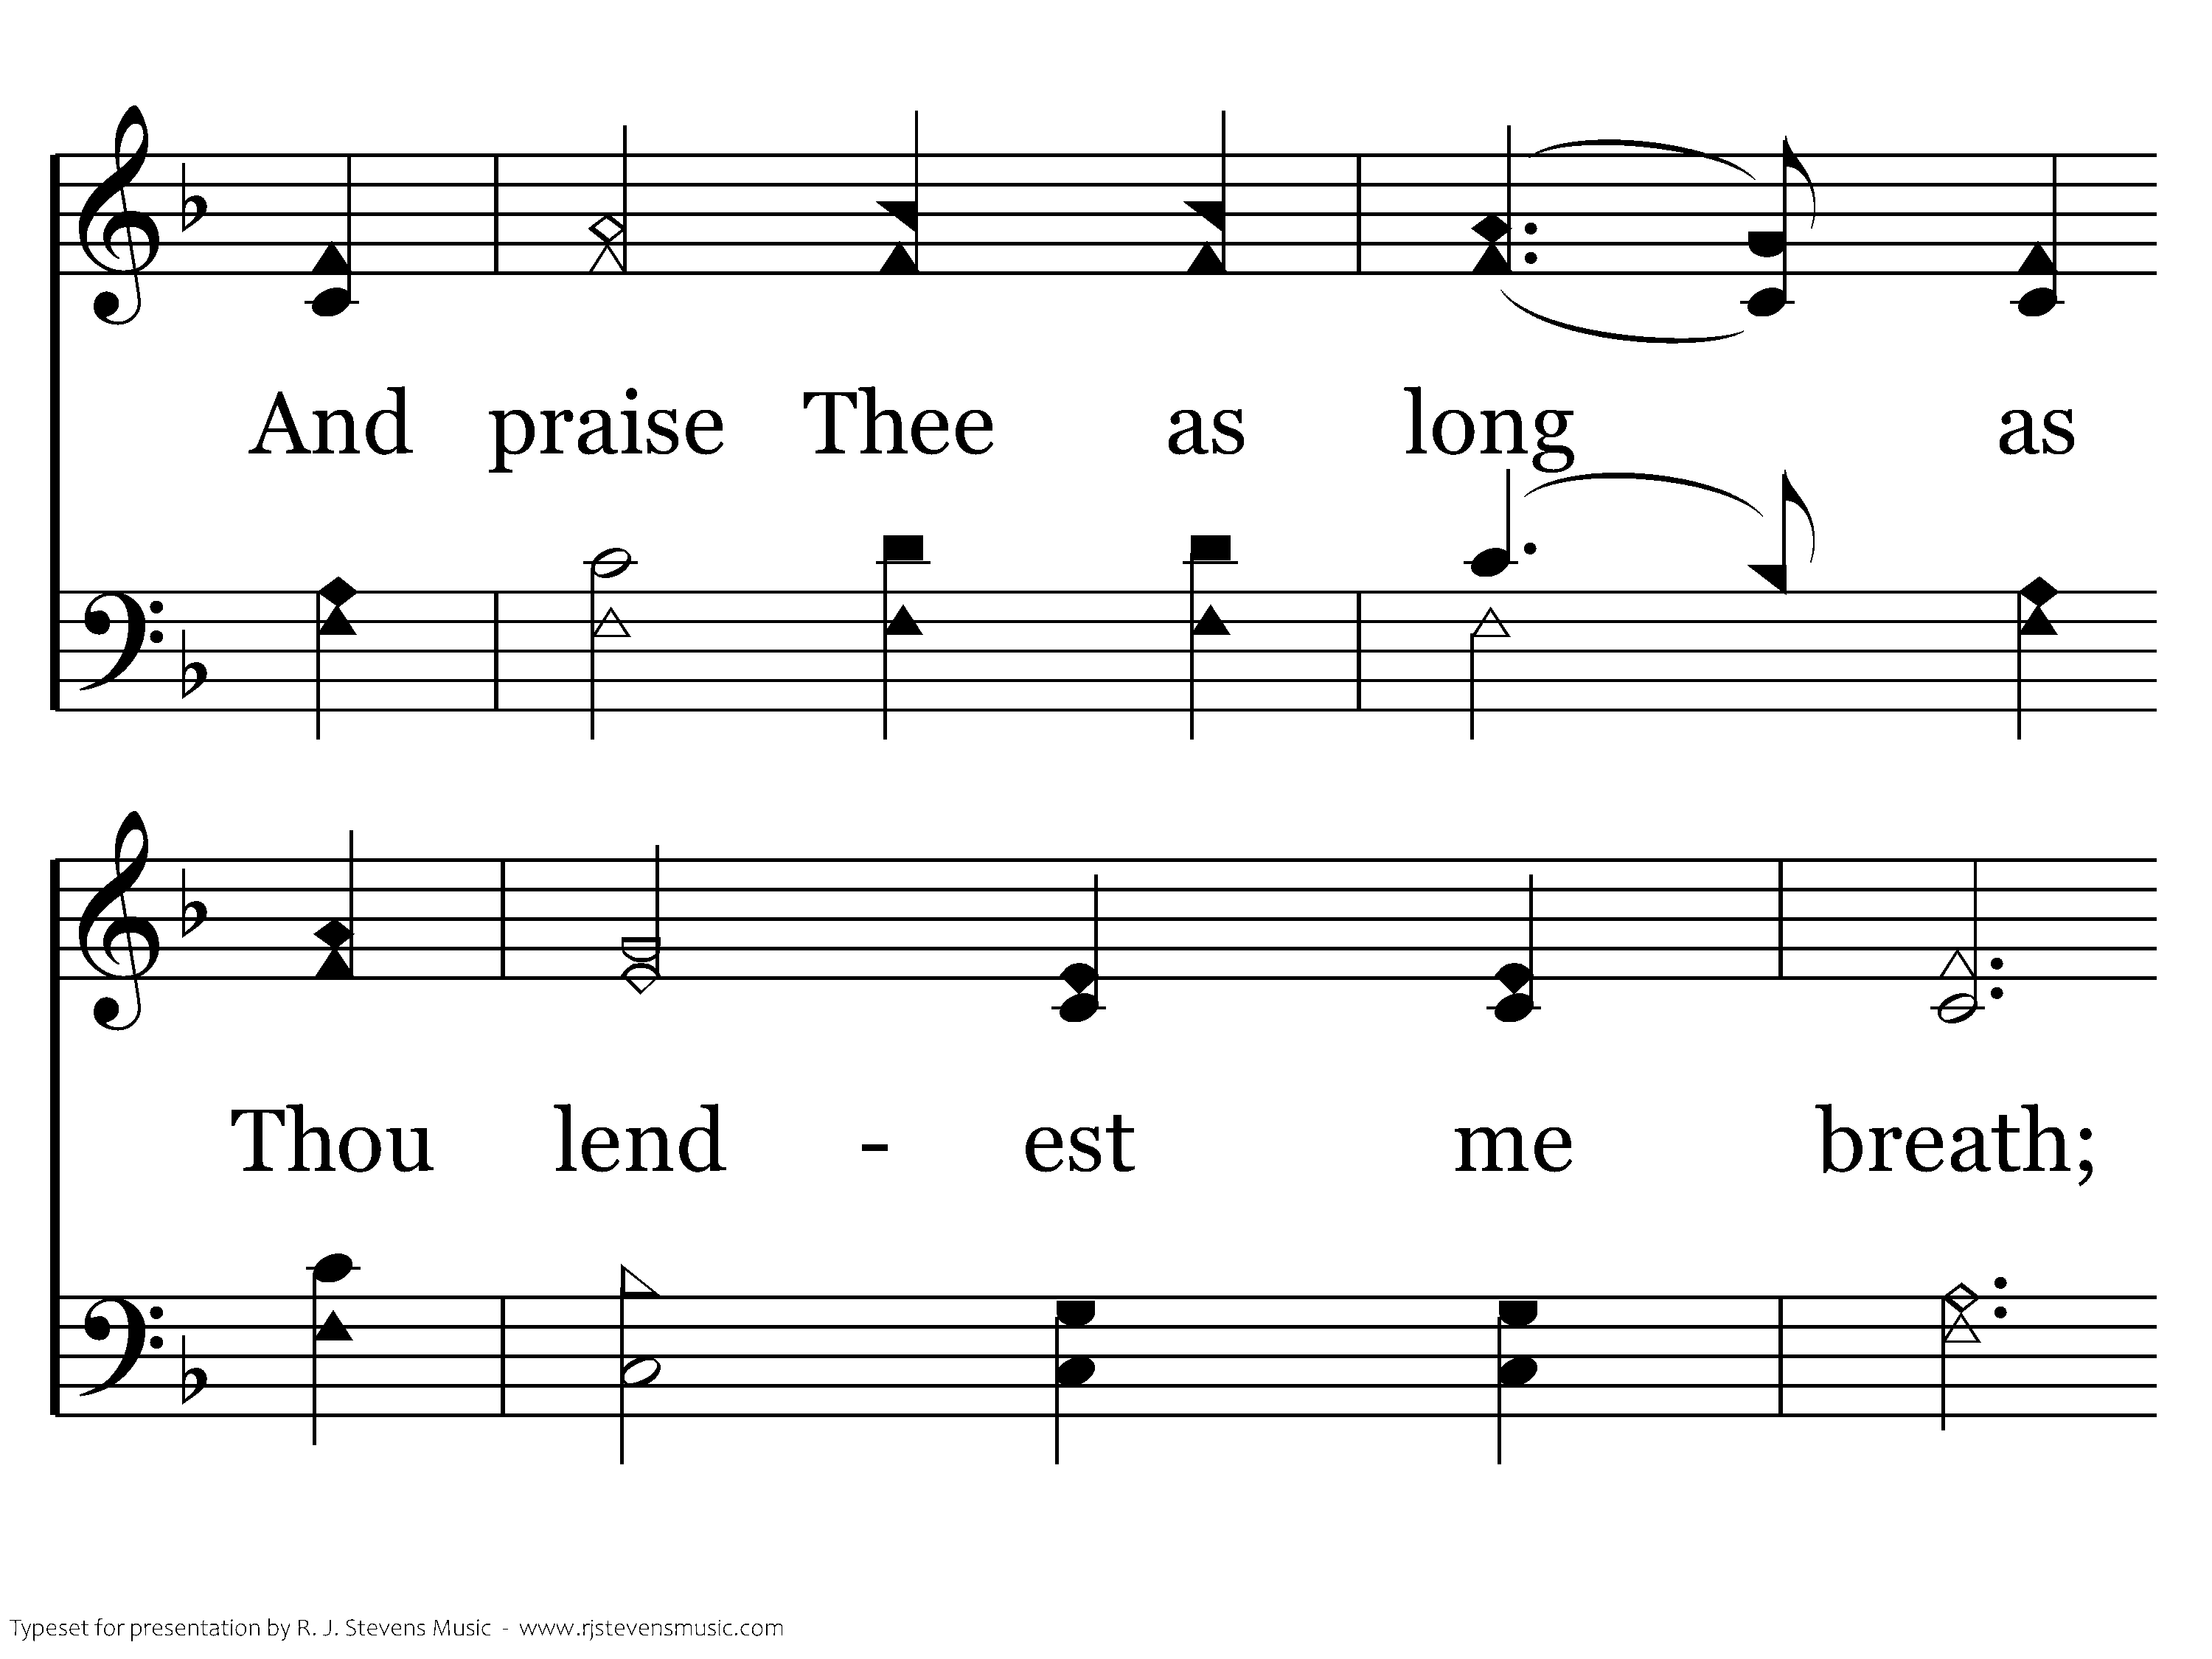 And praise Thee as long as
Thou lend - est me breath;
Typeset for presentation by R. J. Stevens Music - www.rjstevensmusic.com